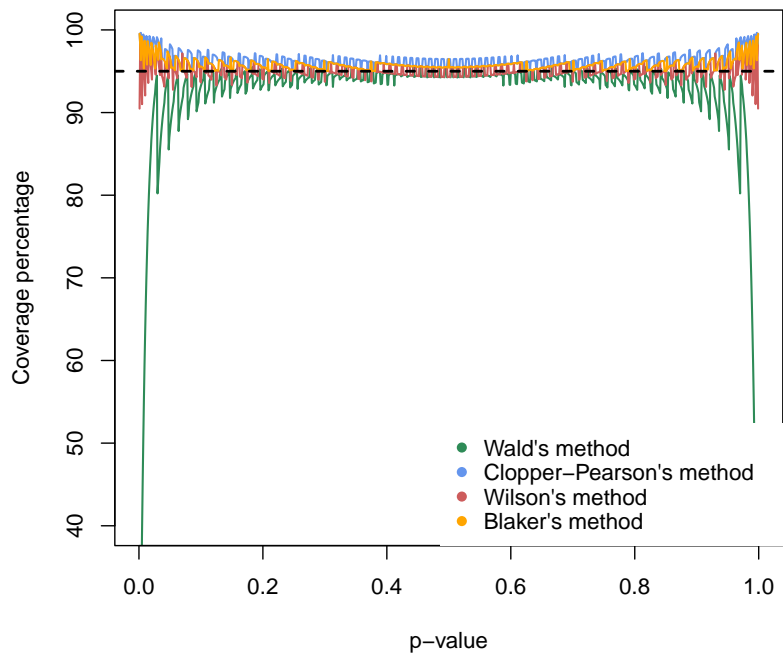 100
90
80
70
60
50
40
Coverage percentage
Wald's method
Clopper−Pearson's method
Wilson's method
Blaker's method
0.0 0.2 0.4 0.6 0.8 1.0
p−value